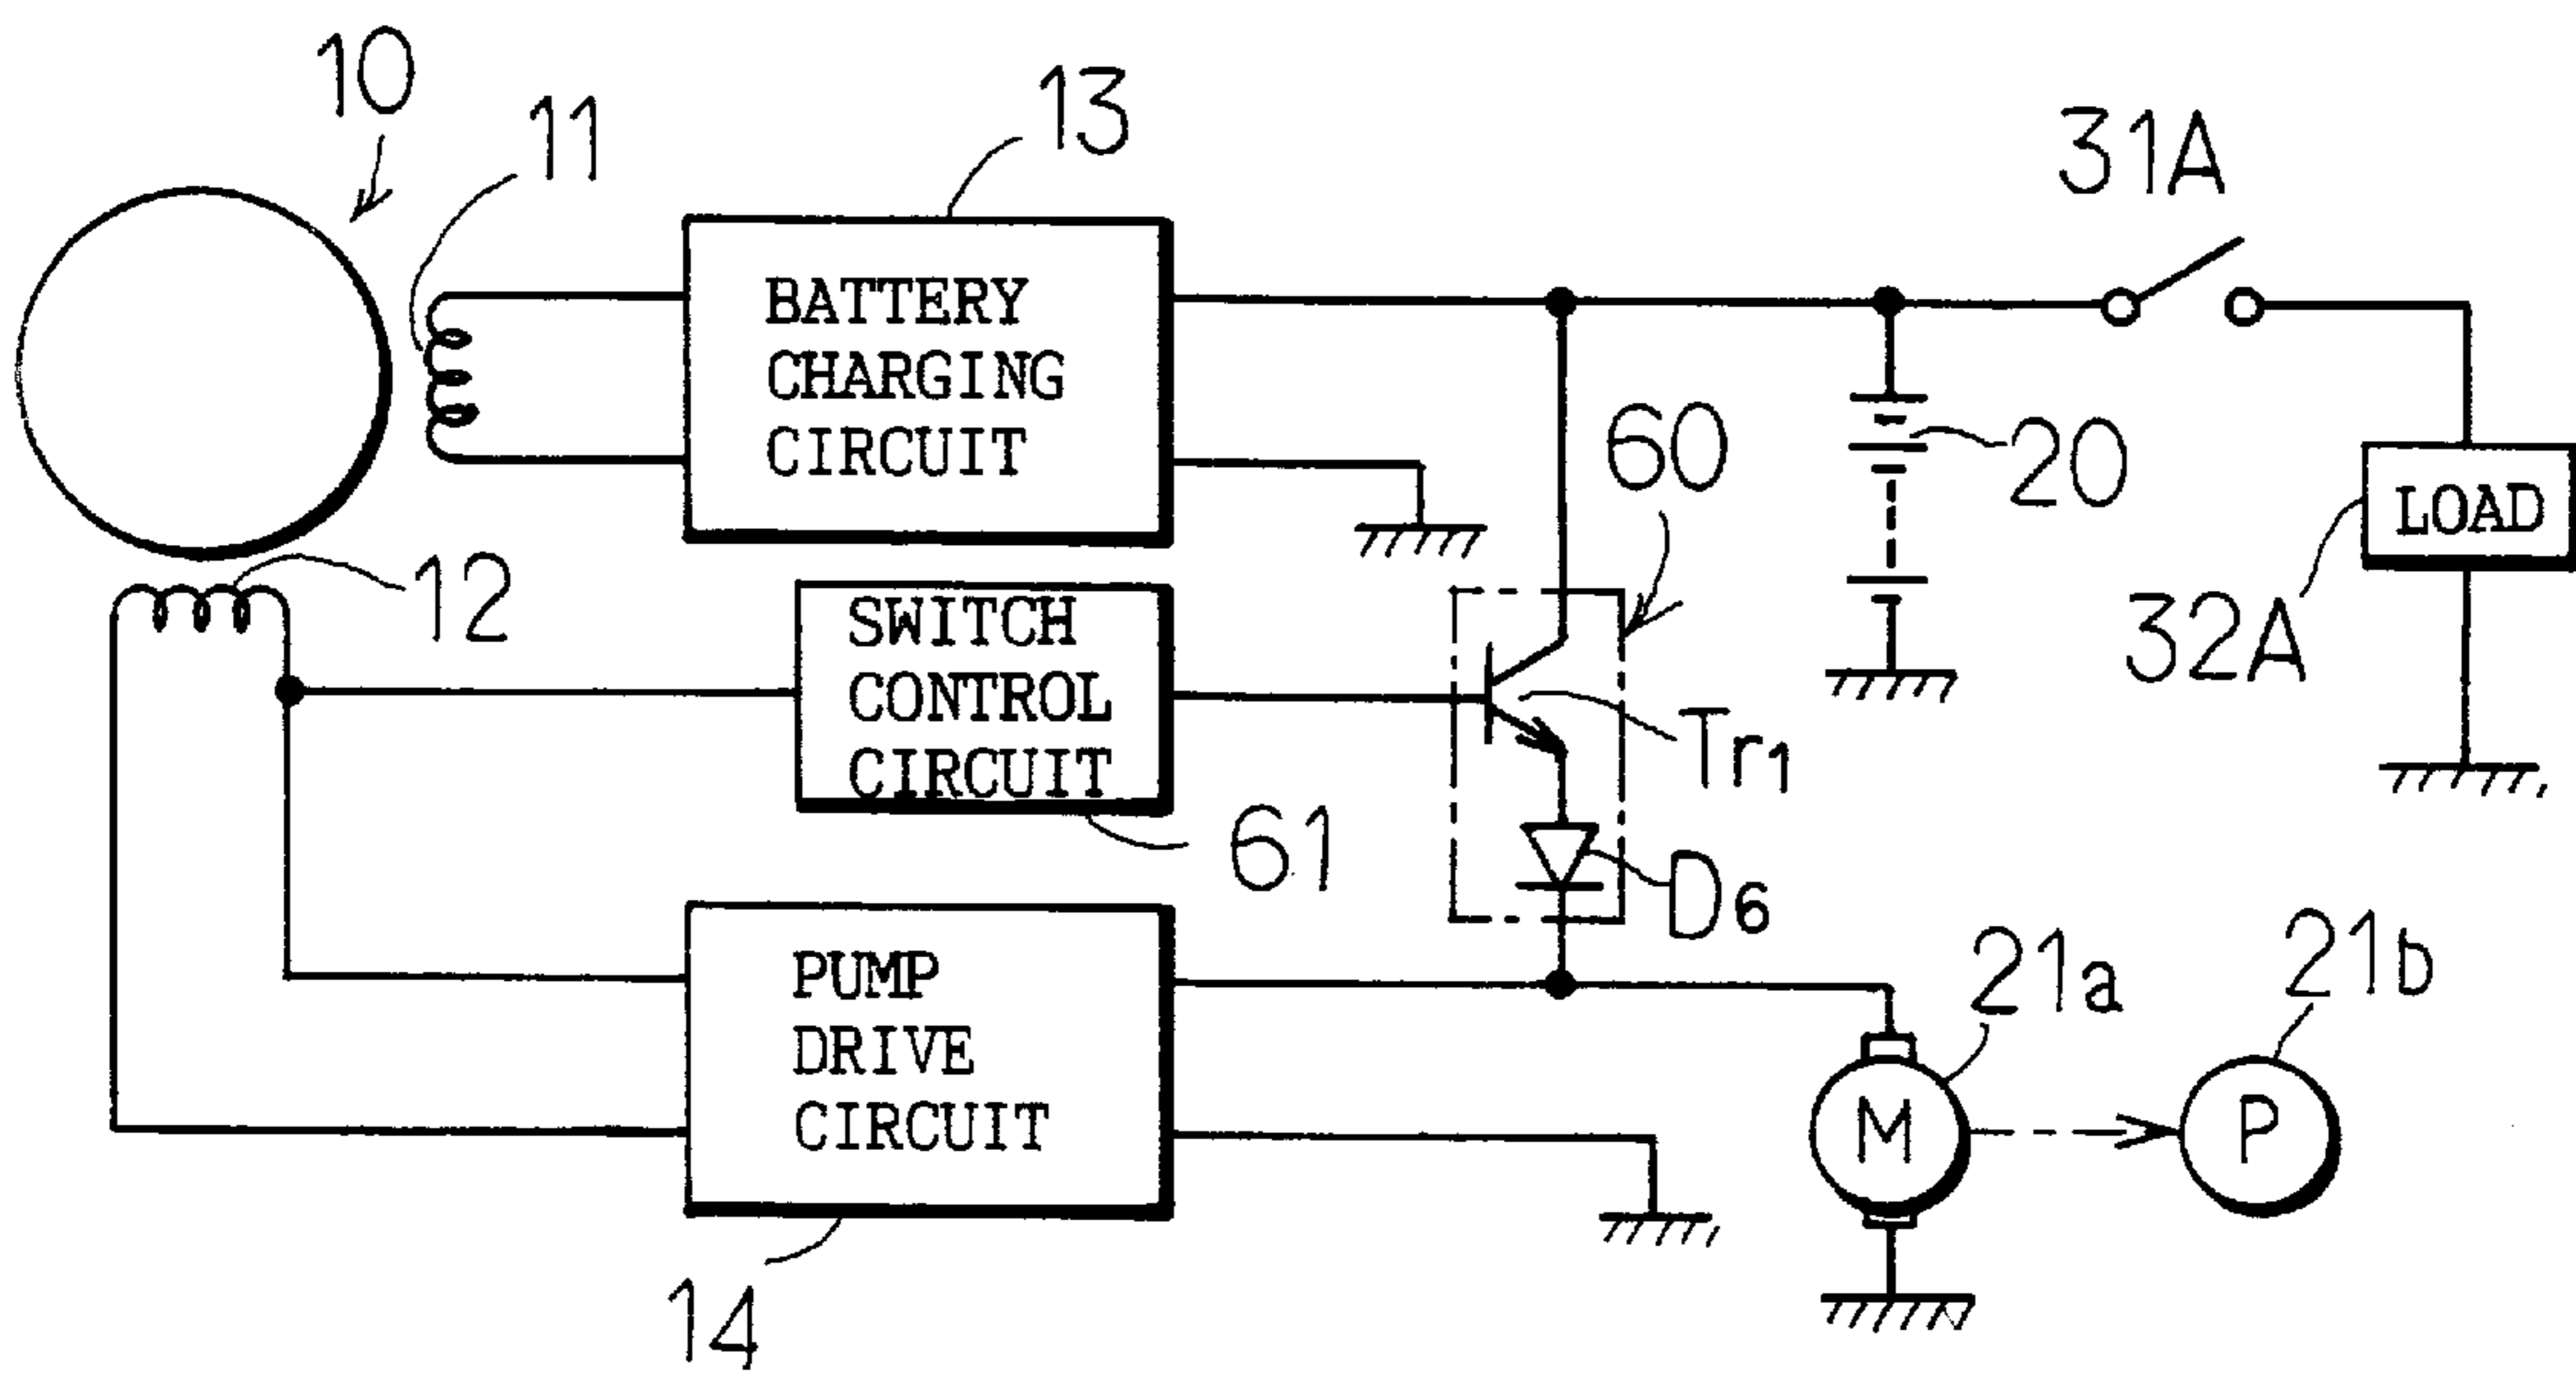 10
11
13
31A
BATTERY
CHARGING
CIRCUIT
60
20
LOAD
12
32A
SWITCH
CONTROL
CIRCUIT
Tr1
61
D6
21a
21b
PUMP
DRIVE
CIRCUIT
M
P
14